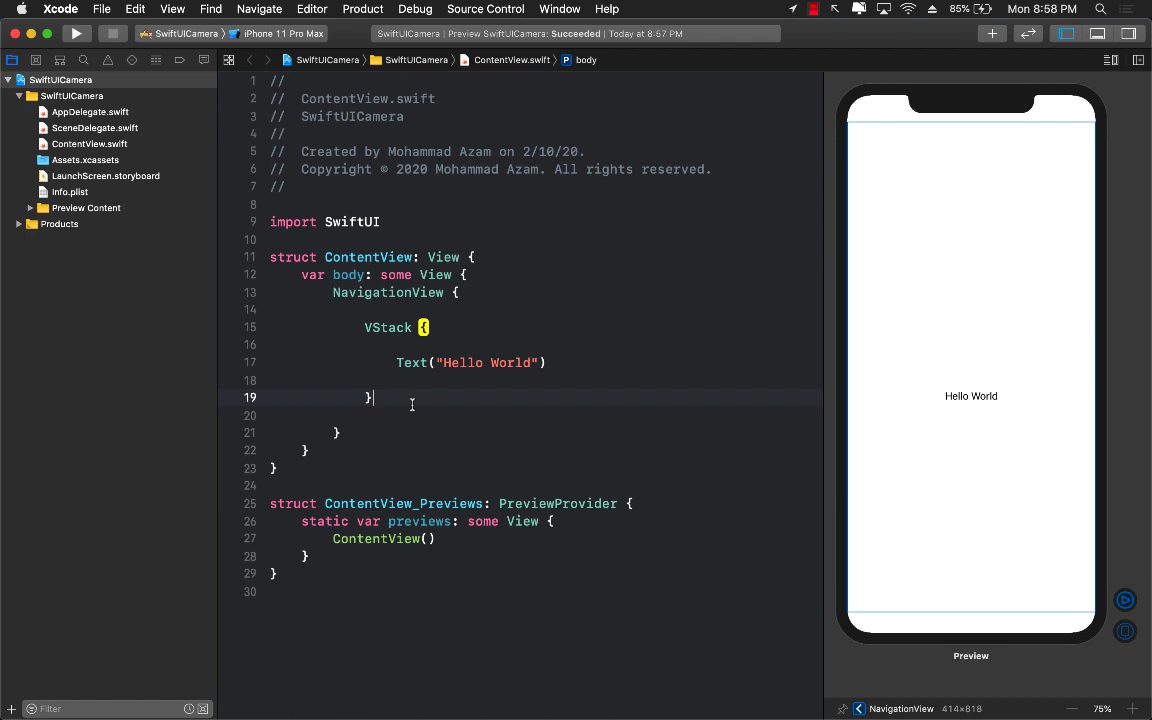 Xcode File Edit View Find Navigate Editor Product Debug Source Control Window Help 85% Mon 8:58 PM
SwiftUICamera iPhone 11 Pro Max SwiftUICamera | Preview SwiftUICamera: Succeeded | Today at 8:57 PM
SwiftUICamera SwiftUICamera ContentView.swift P body
SwiftUICamera
SwiftUICamera
AppDelegate.swift
SceneDelegate.swift
ContentView.swift
Assets.xcassets
LaunchScreen.storyboard
Info.plist
Preview Content
Products
1 //
2 // ContentView.swift
3 // SwiftUICamera
4 //
5 // Created by Mohammad Azam on 2/10/20.
6 // Copyright © 2020 Mohammad Azam. All rights reserved.
7 //
8
9 import SwiftUI
10
11 struct ContentView: View {
12 var body: some View {
13 NavigationView {
14
15 VStack {
16
17 Text("Hello World")
18
19 }
20
21 }
22 }
23 }
24
25 struct ContentView_Previews: PreviewProvider {
26 static var previews: some View {
27 ContentView()
28 }
29 }
30
Hello World
Preview
Filter
NavigationView 414×818 75%